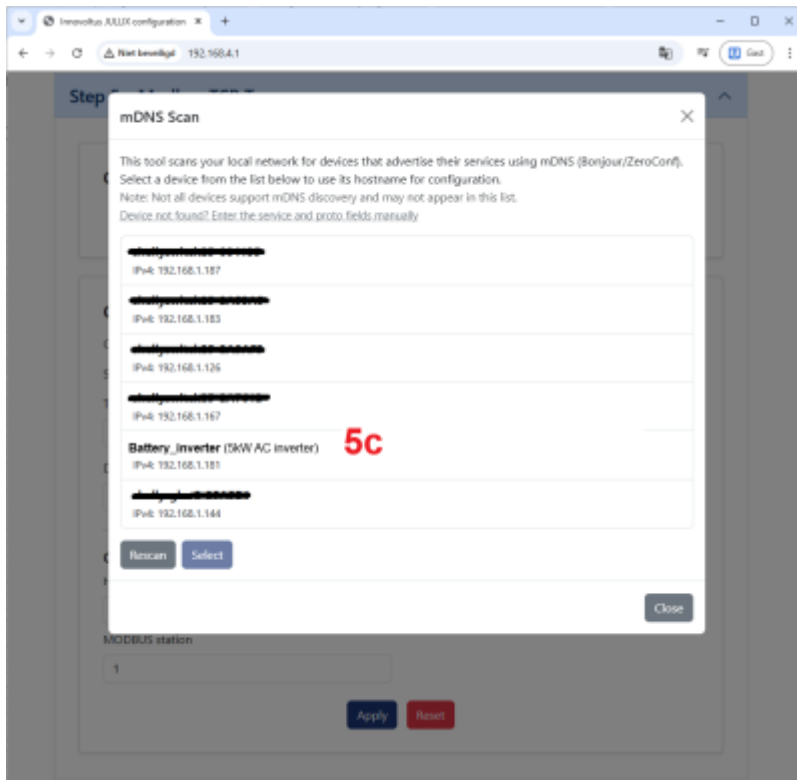 Innovoltus JULUX configuration
Niet beveiligd 192.168.4.1
Gast
Step
mDNS Scan
This tool scans your local network for devices that advertise their services using mDNS (Bonjour/ZeroConf).
Select a device from the list below to use its hostname for configuration.
Note: Not all devices support mDNS discovery and may not appear in this list.
Device not found? Enter the service and proto fields manually
IPv4: 192.168.1.187
IPv4: 192.168.1.183
IPv4: 192.168.1.126
IPv4: 192.168.1.167
Battery_inverter (5kW AC inverter)
5c
IPv4: 192.168.1.181
IPv4: 192.168.1.144
Rescan Select
Close
MODBUS station
1
Apply Reset